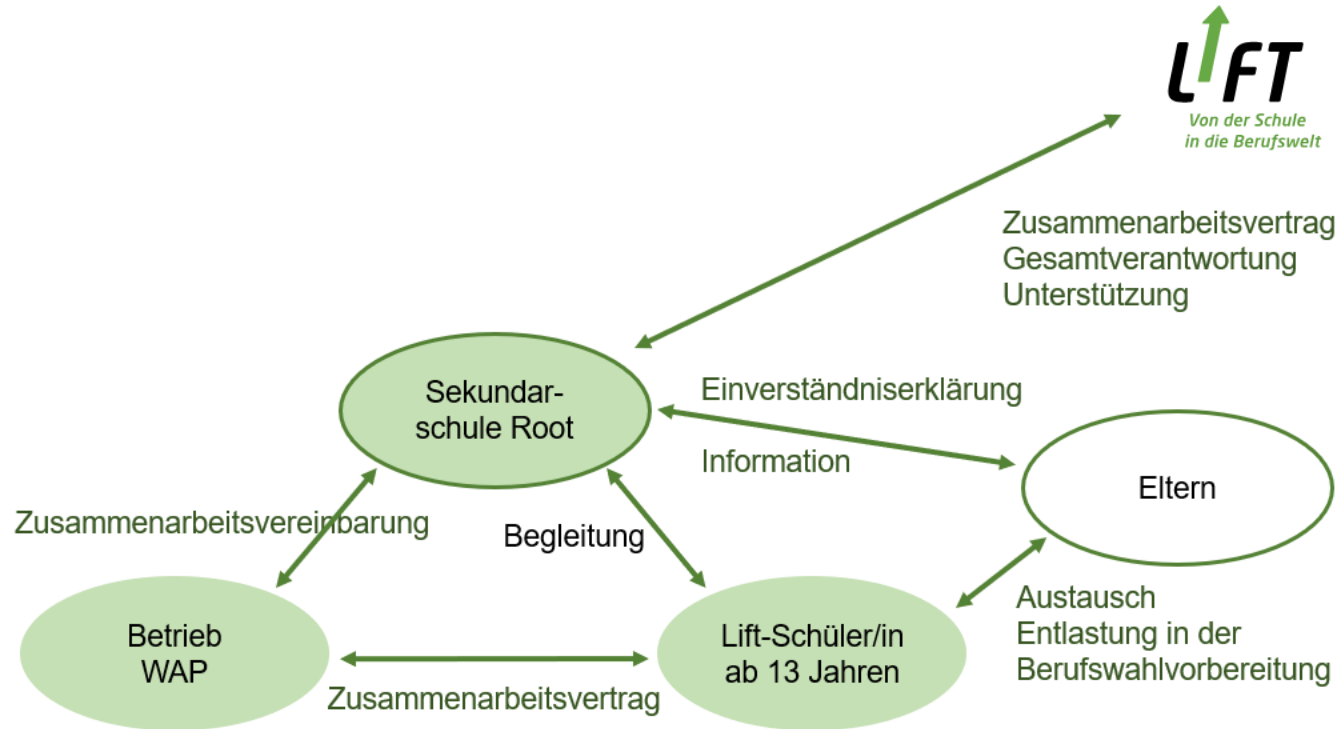 LIFT
Von der Schule
in die Berufswelt
Zusammenarbeitsvertrag
Gesamtverantwortung
Unterstützung
Sekundar-
schule Root
Einverständniserklärung
Information
Eltern
Zusammenarbeitsvereinbarung
Begleitung
Betrieb
WAP
Lift-Schüler/in
ab 13 Jahren
Austausch
Entlastung in der
Berufswahlvorbereitung
Zusammenarbeitsvertrag